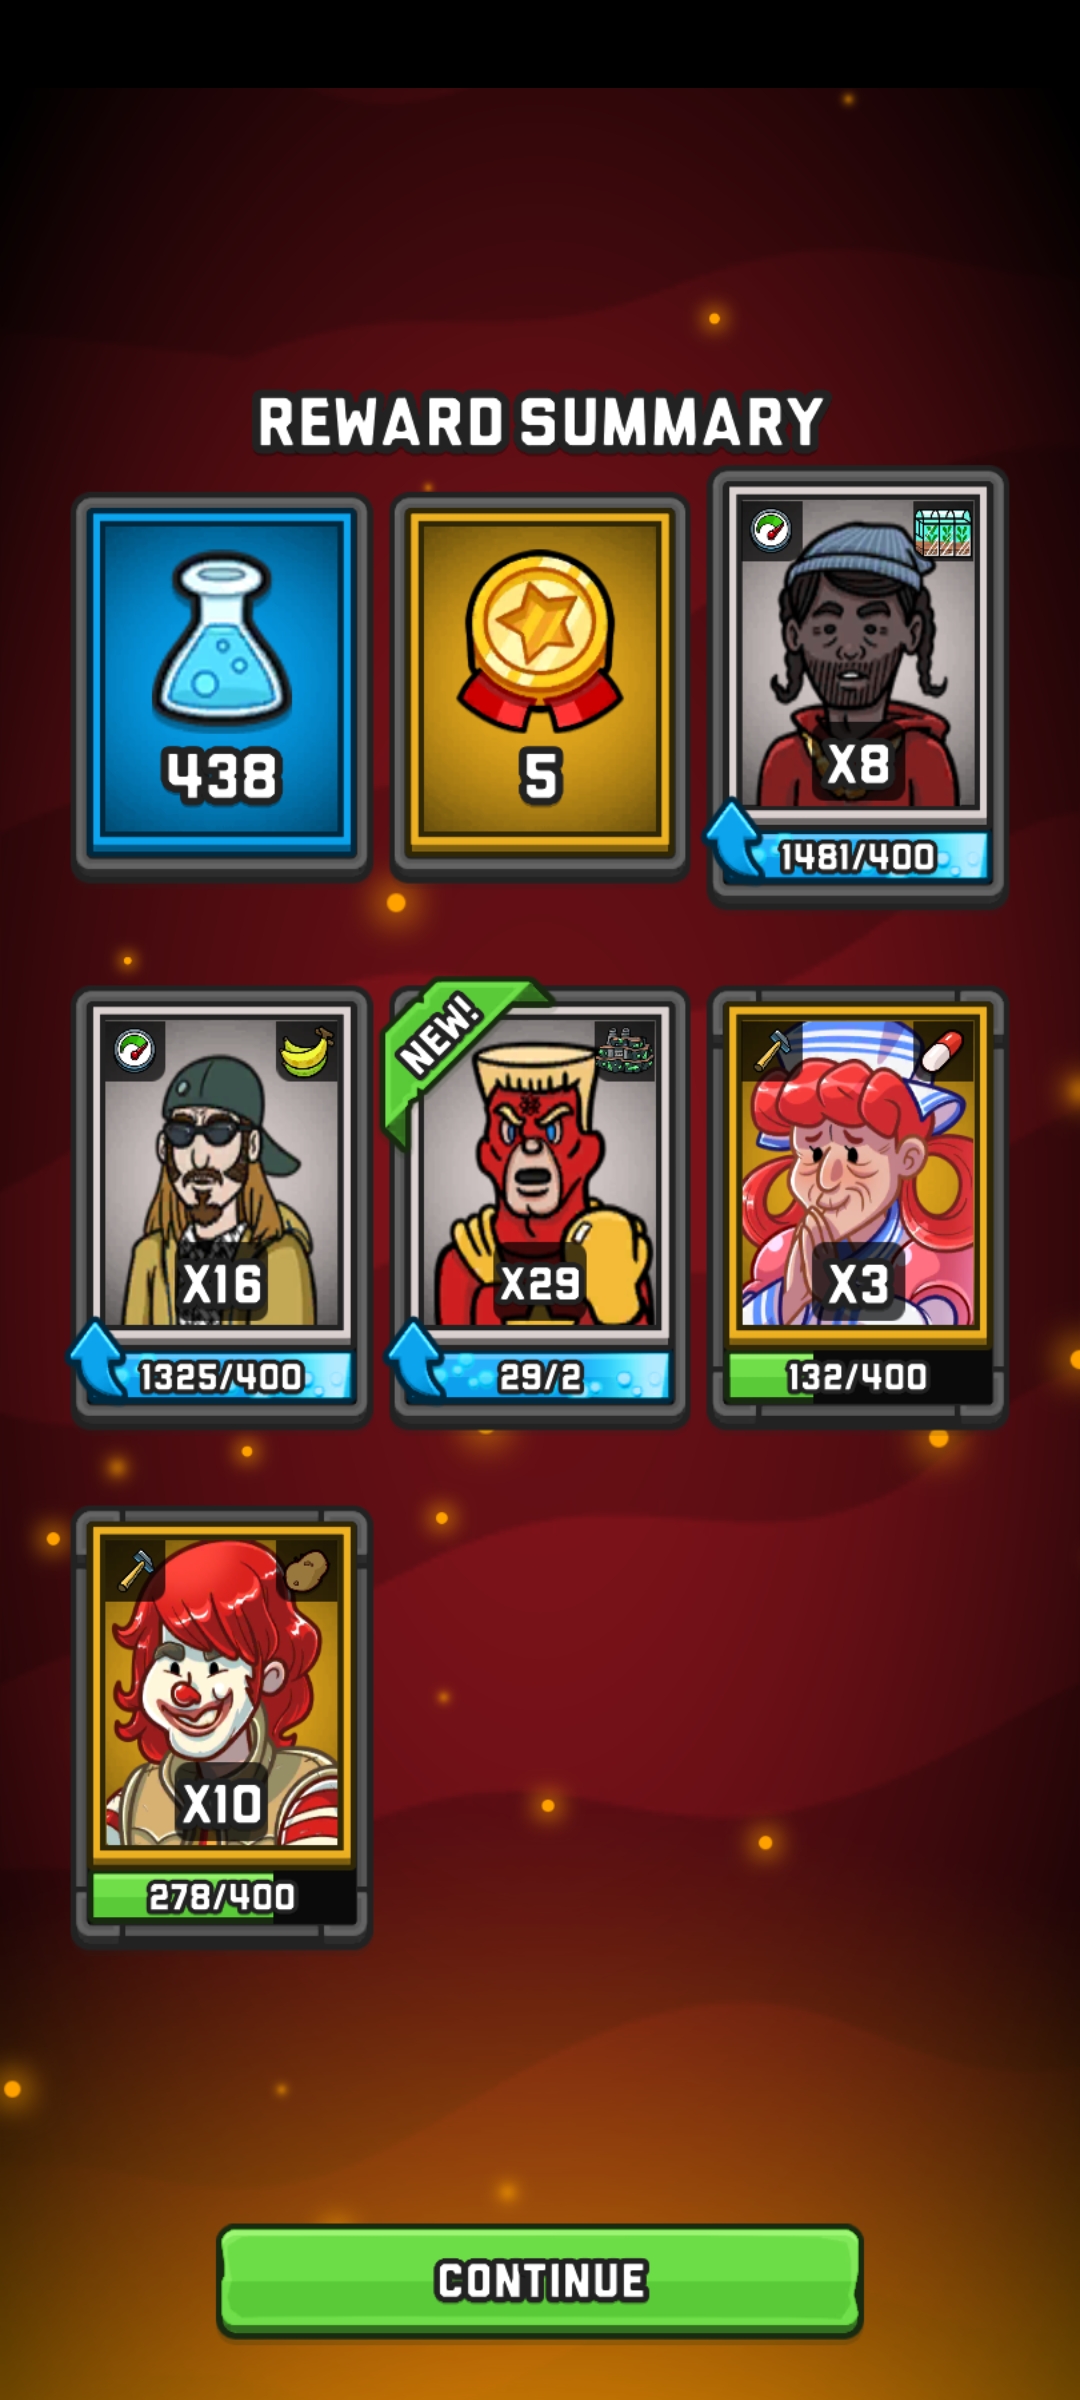 REWARD SUMMARY
438
5
X8
1481/400
X16
1325/400
NEW!
X29
29/2
X3
132/400
X10
278/400
CONTINUE